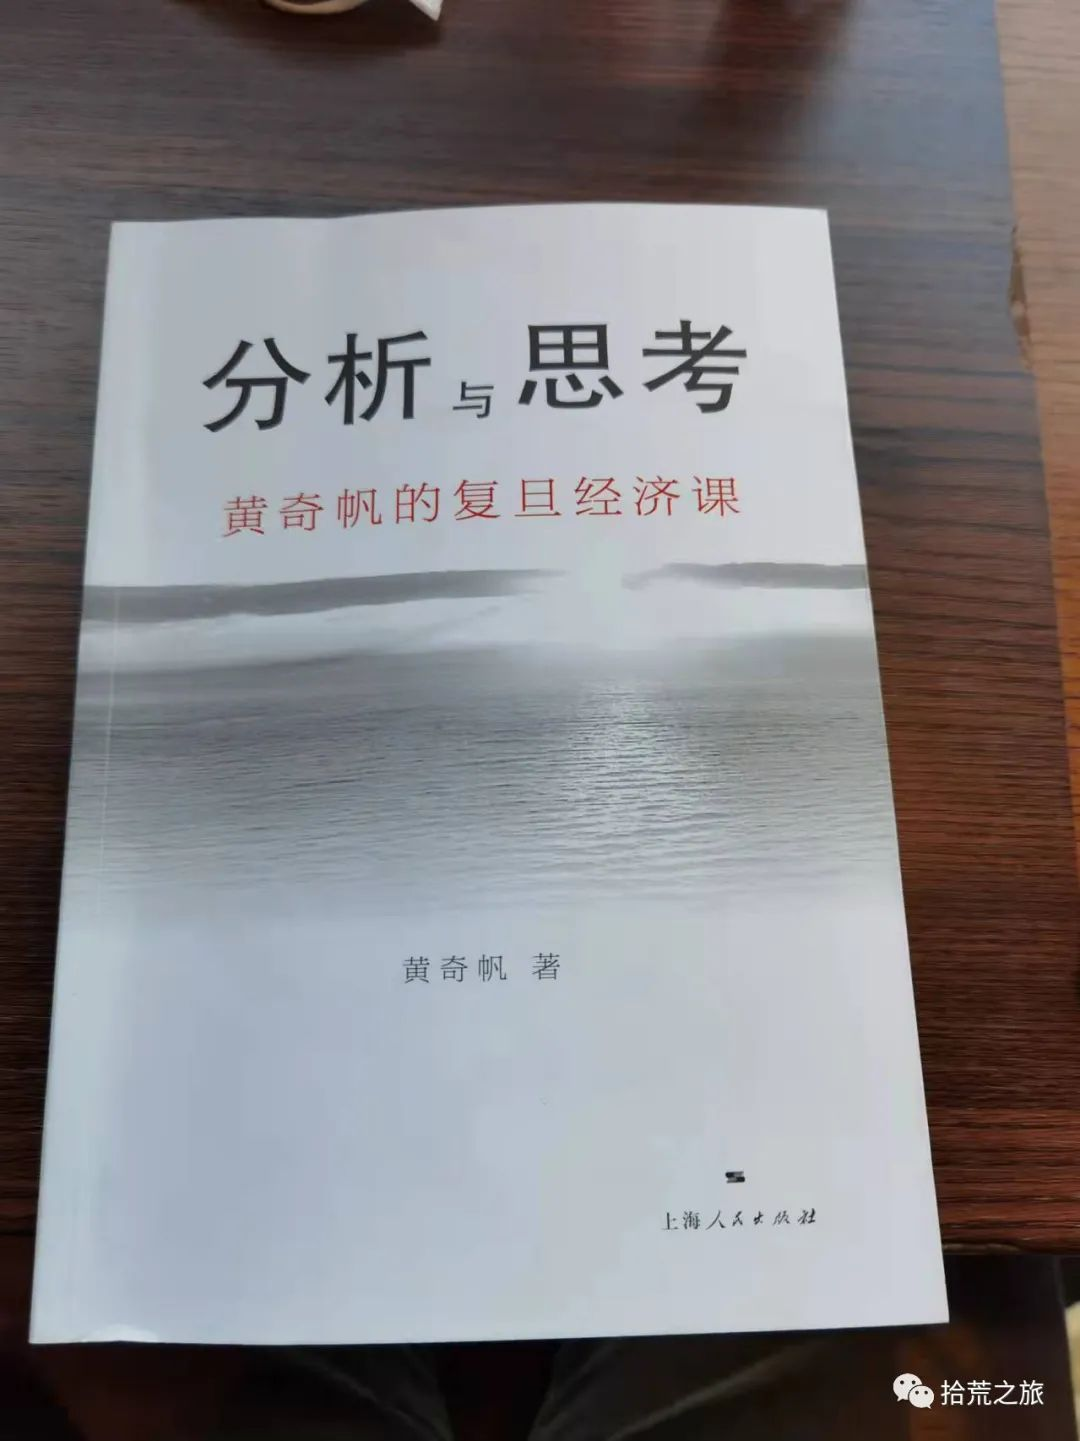 分析与思考
黄奇帆的复旦经济课
黄奇帆 著
上海人民出版社
拾荒之旅